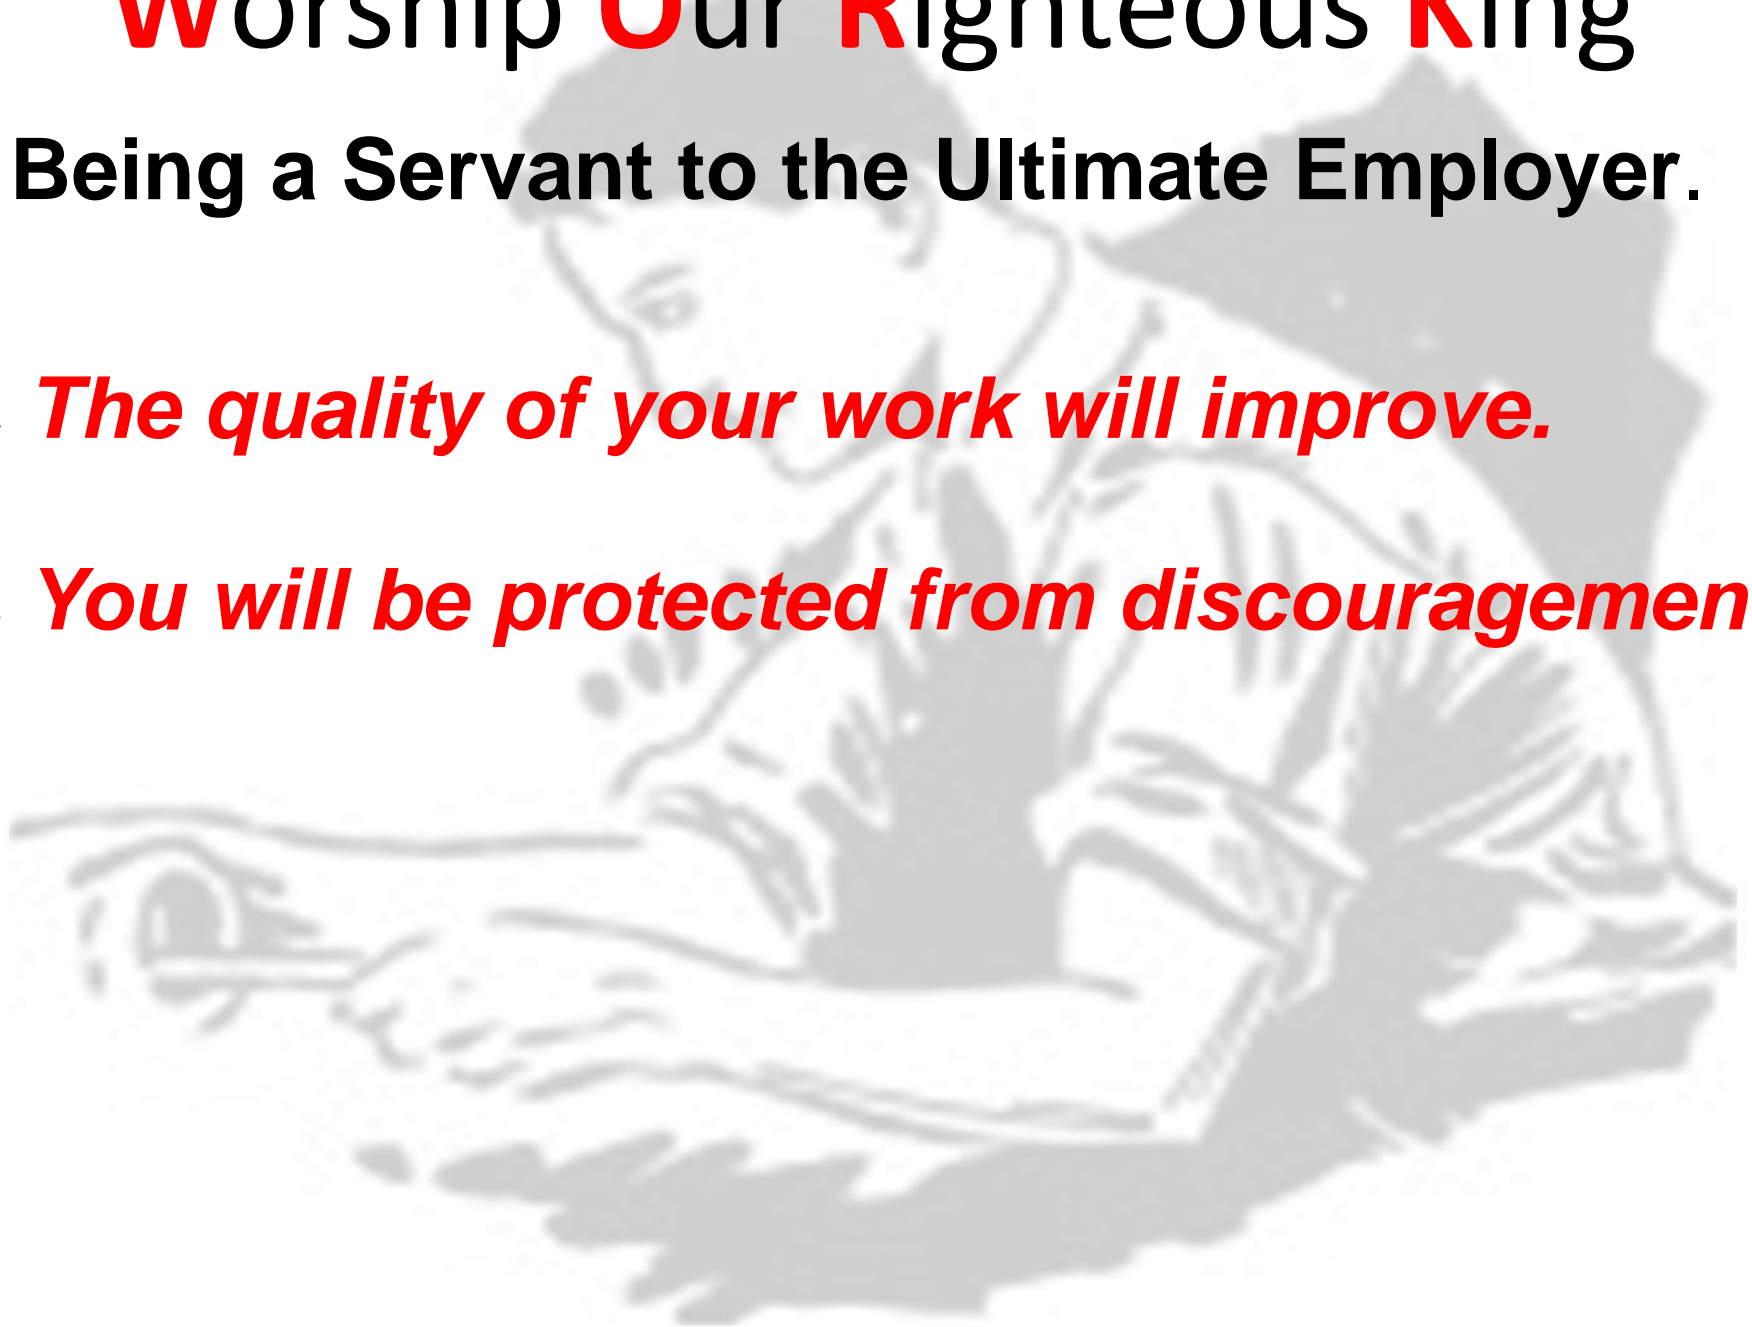 Worship Our Righteous King
Being a Servant to the Ultimate Employer.
The quality of your work will improve.
You will be protected from discouragemen